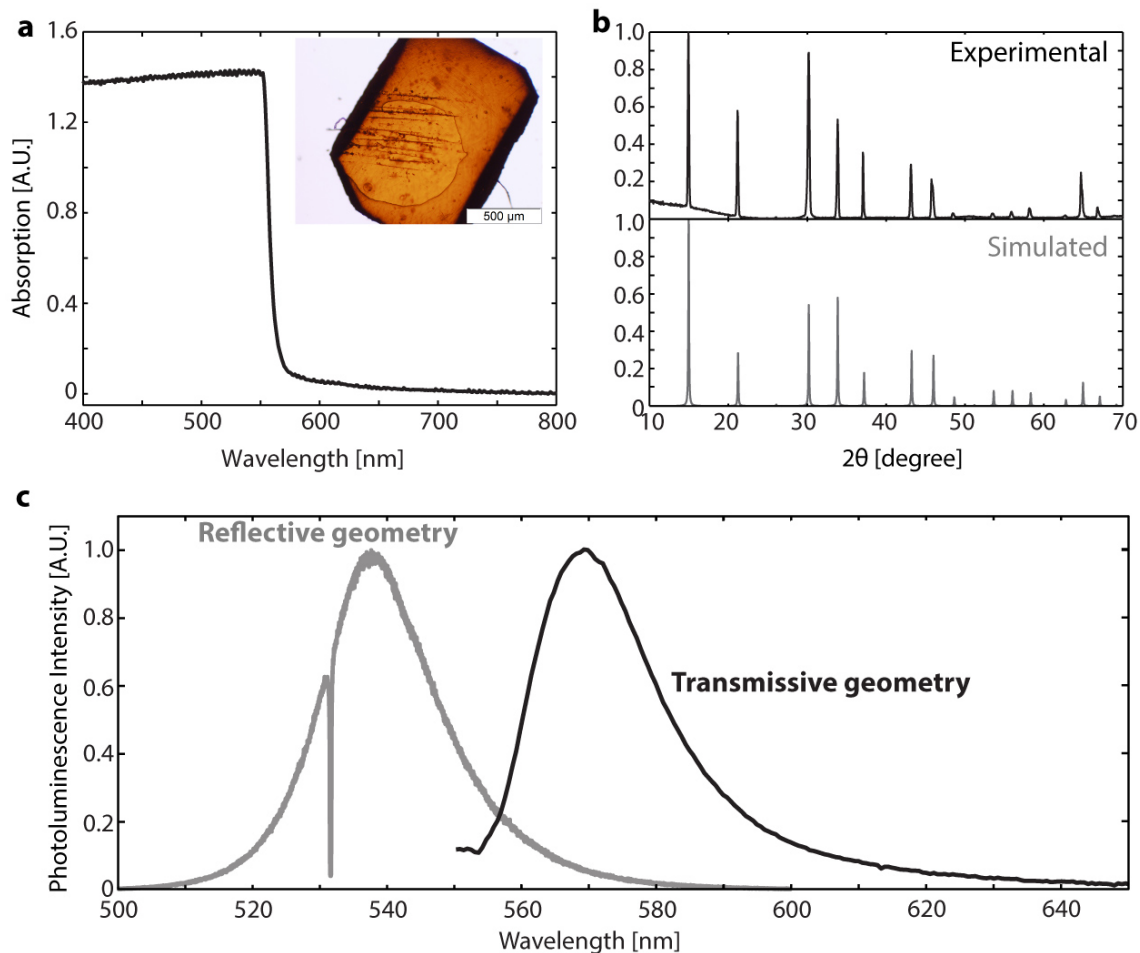 a
1.6
1.2
0.8
0.4
0
Absorption [A.U.]
500 µm
400 500 600 700 800
Wavelength [nm]
b
1.0
0.8
0.6
0.4
0.2
Experimental
1.0
0.8
0.6
0.4
0.2
0
Simulated
10 20 30 40 50 60 70
2θ [degree]
c
Photoluminescence Intensity [A.U.]
1.0
0.8
0.6
0.4
0.2
0
Reflective geometry
Transmissive geometry
500 520 540 560 580 600 620 640
Wavelength [nm]